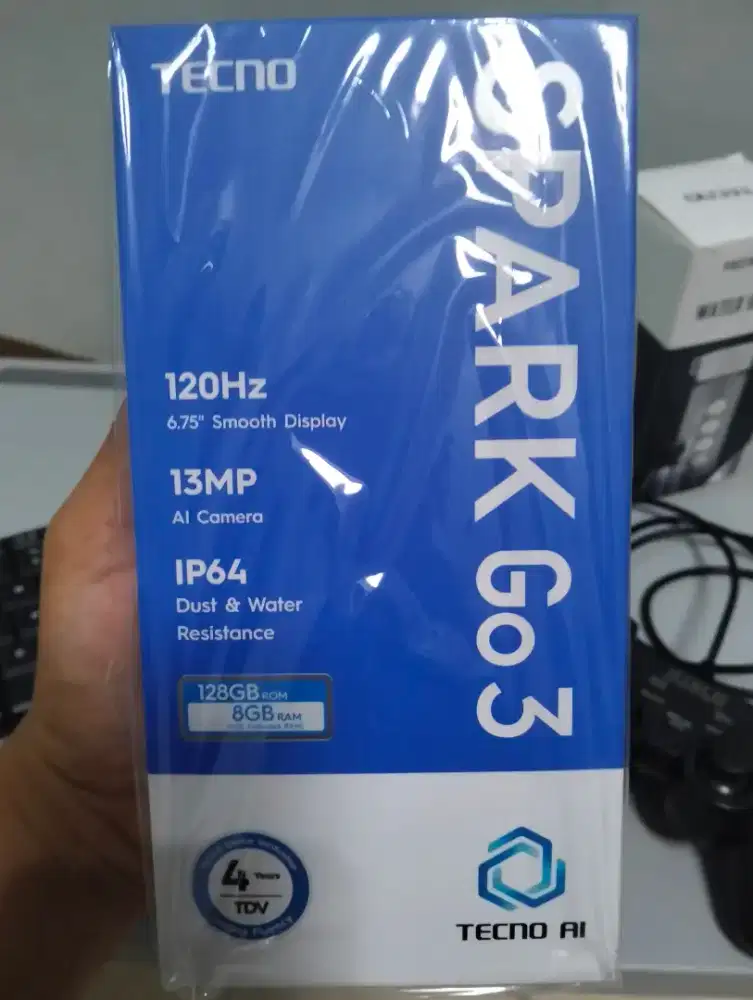 TECNO
SPARK Go 3
120Hz
6.75" Smooth Display
13MP
AI Camera
IP64
Dust & Water
Resistance
128GB ROM
8GB RAM
4 Years
TDV
TECNO AI